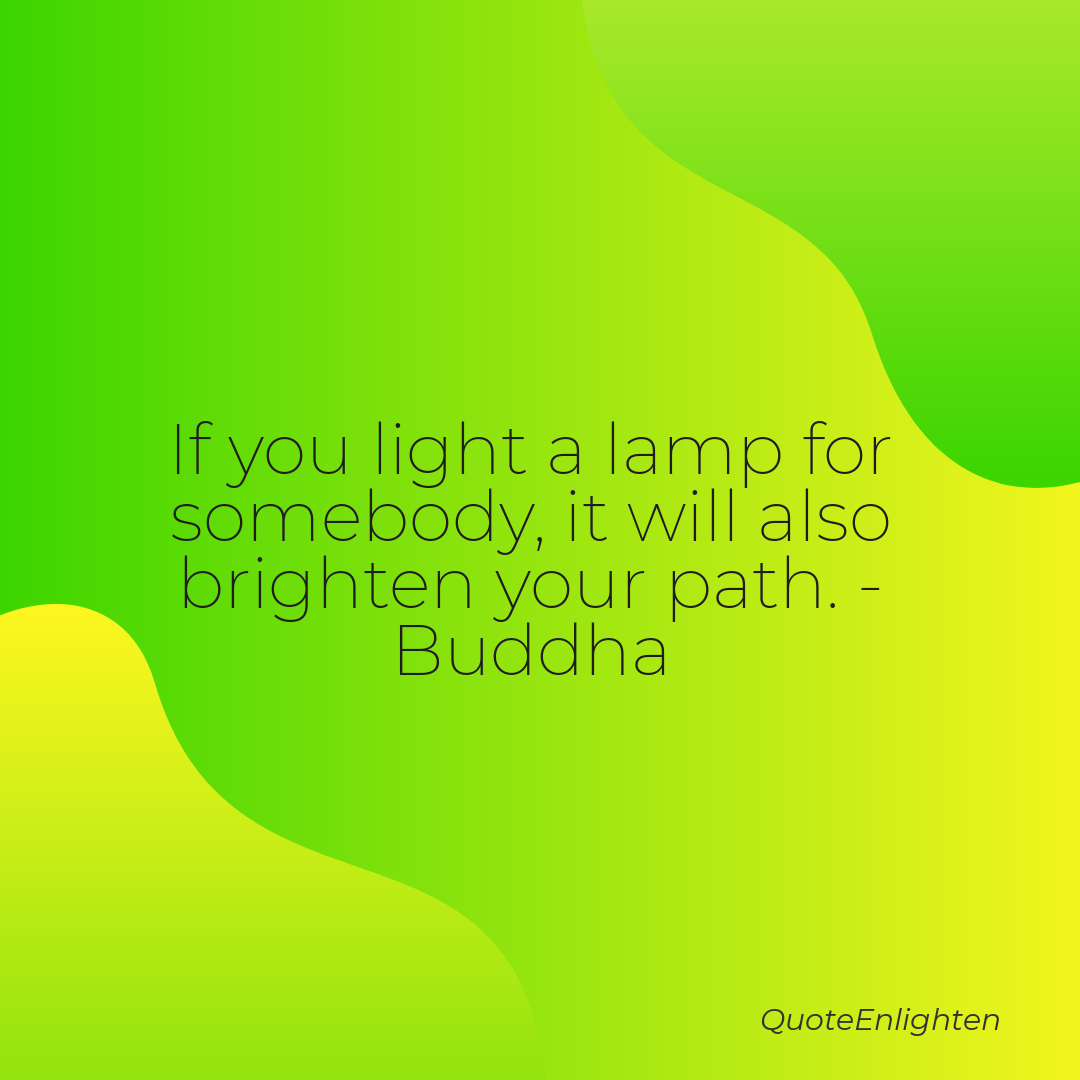 If you light a lamp for
somebody, it will also
brighten your path. -
Buddha
QuoteEnlighten